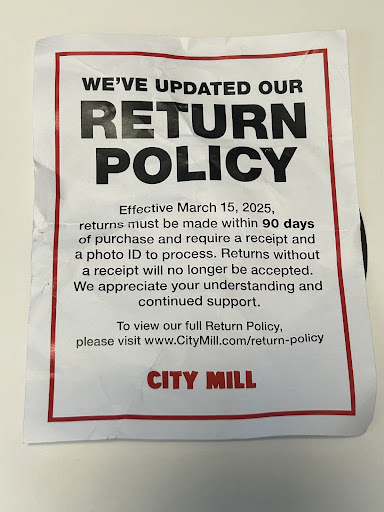 WE'VE UPDATED OUR
RETURN
POLICY
Effective March 15, 2025,
returns must be made within 90 days
of purchase and require a receipt and
a photo ID to process. Returns without
a receipt will no longer be accepted.
We appreciate your understanding and
continued support.
To view our full Return Policy,
please visit www.CityMill.com/return-policy
CITY MILL